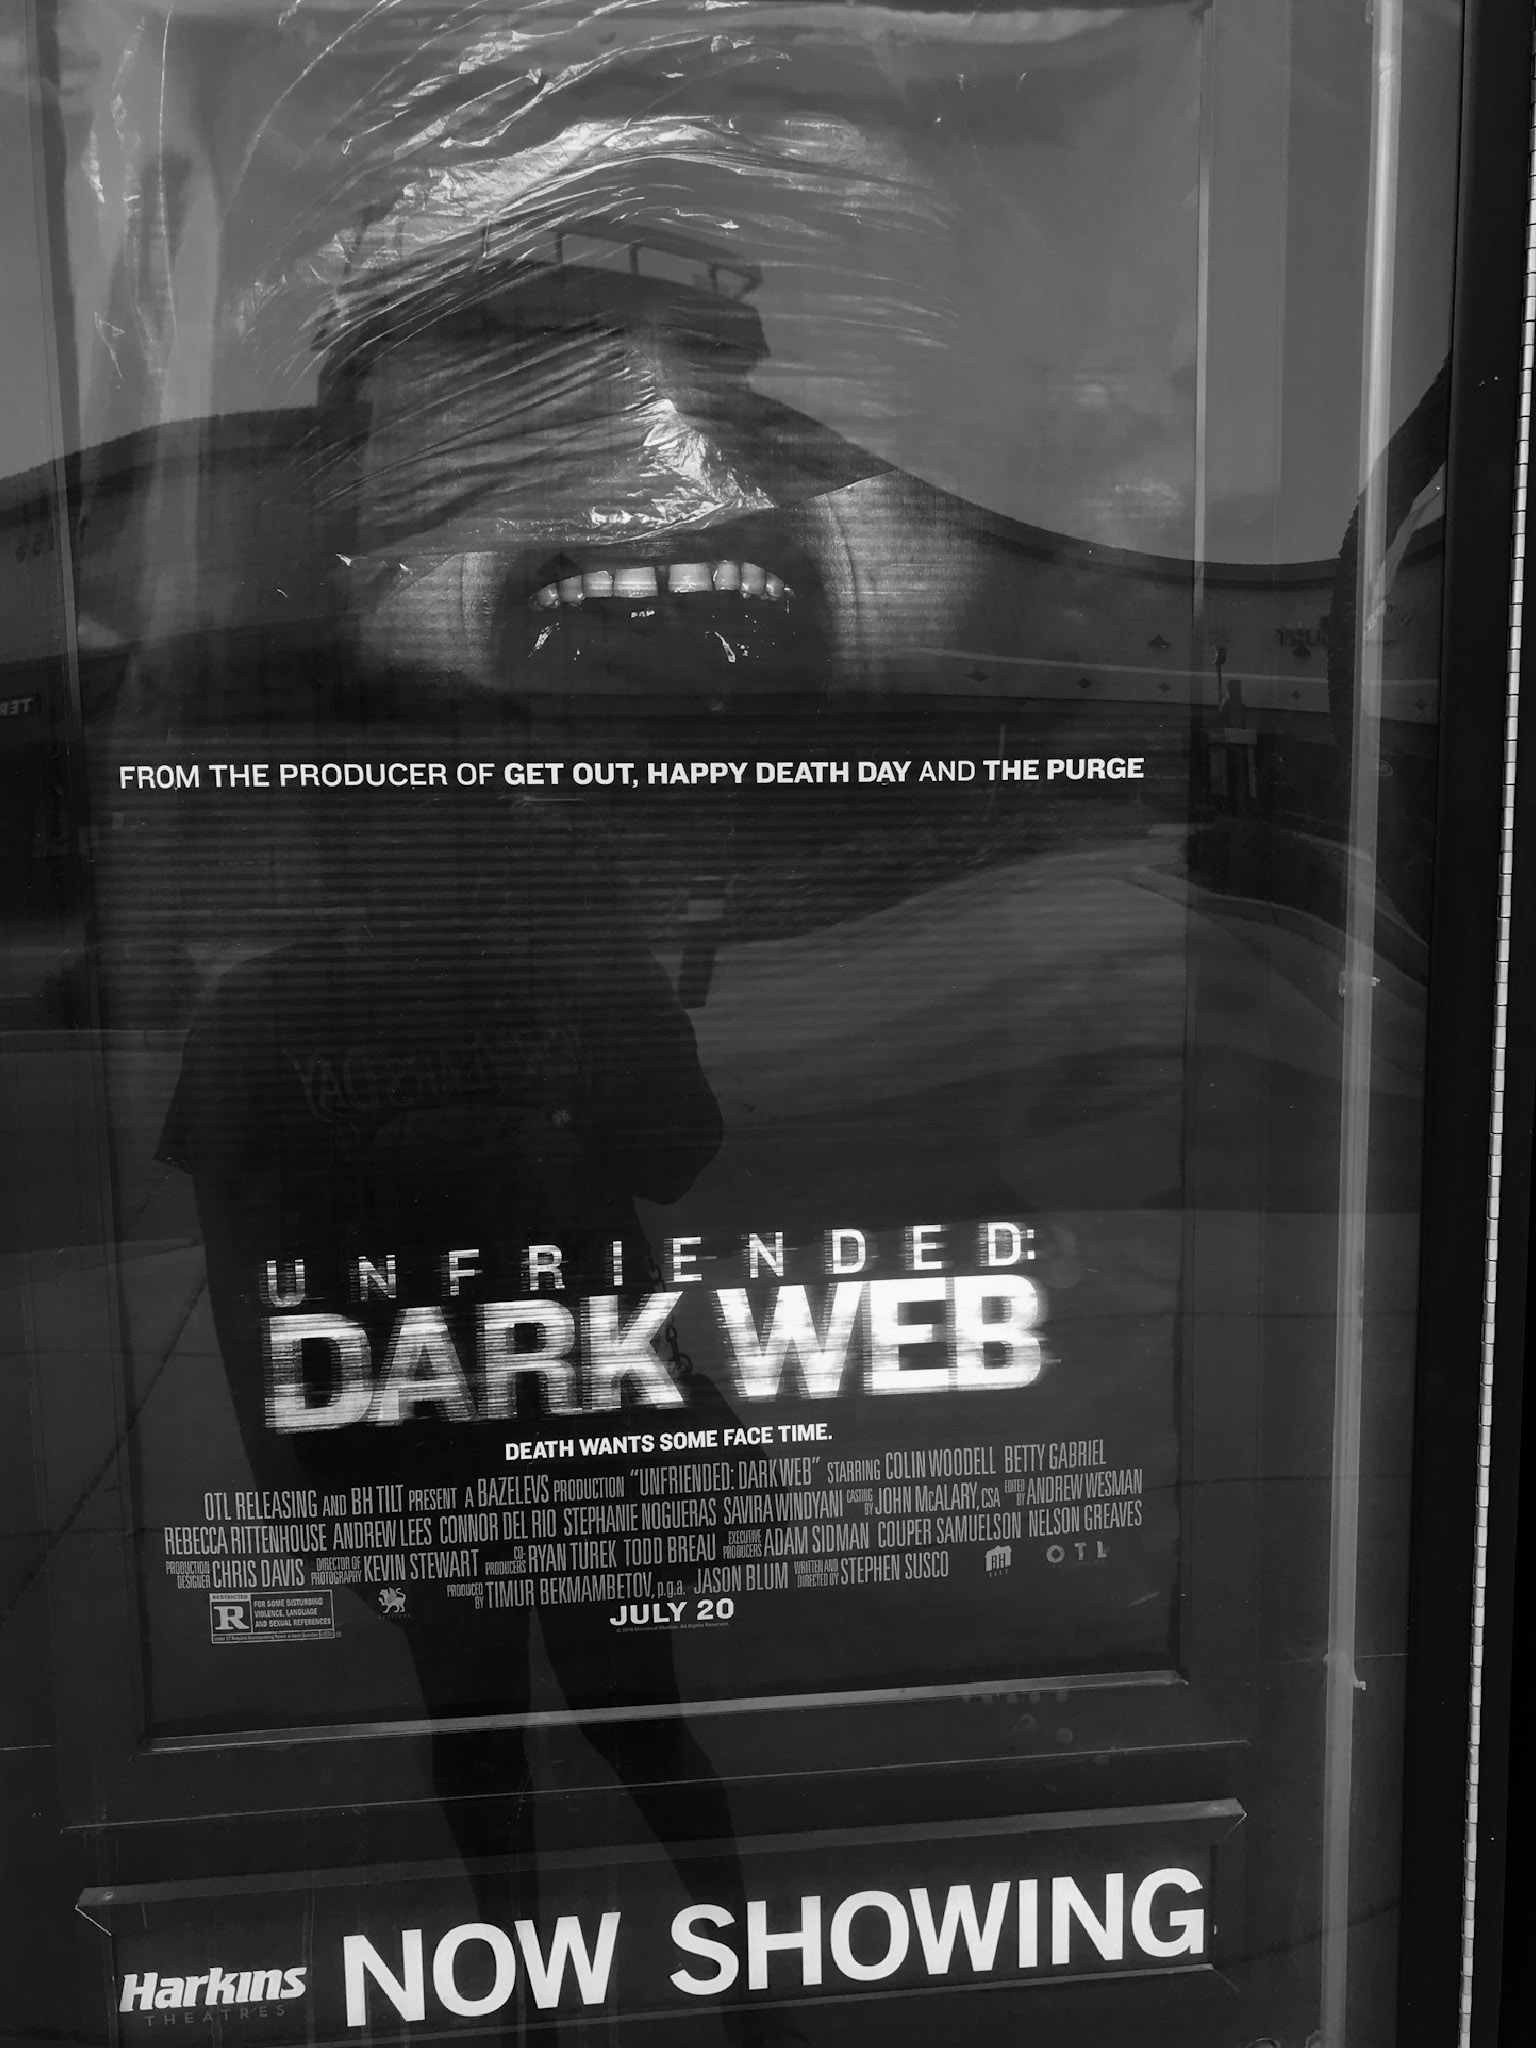 FROM THE PRODUCER OF GET OUT, HAPPY DEATH DAY AND THE PURGE
UNFRIENDED:
DARK WEB
DEATH WANTS SOME FACE TIME.
OTL RELEASING AND BH TILT PRESENT A BAZELEVS PRODUCTION "UNFRIENDED: DARK WEB" STARRING COLIN WOODELL BETTY GABRIEL
REBECCA RITTENHOUSE ANDREW LEES CONNOR DEL RIO STEPHANIE NOGUERAS SAVIRA WINDYANI CASTING BY JOHN McALARY, CSA EDITED BY ANDREW WESMAN
PRODUCTION DESIGNER CHRIS DAVIS DIRECTOR OF PHOTOGRAPHY KEVIN STEWART CO-PRODUCERS RYAN TUREK TODD BREAU EXECUTIVE PRODUCERS ADAM SIDMAN COUPER SAMUELSON NELSON GREAVES
PRODUCED BY TIMUR BEKMAMBETOV, p.g.a. JASON BLUM WRITTEN AND DIRECTED BY STEPHEN SUSCO
BH TILT
OTL
RESTRICTED
R
FOR SOME DISTURBING
VIOLENCE, LANGUAGE
AND SEXUAL REFERENCES
JULY 20
Harkins
THEATRES
NOW SHOWING